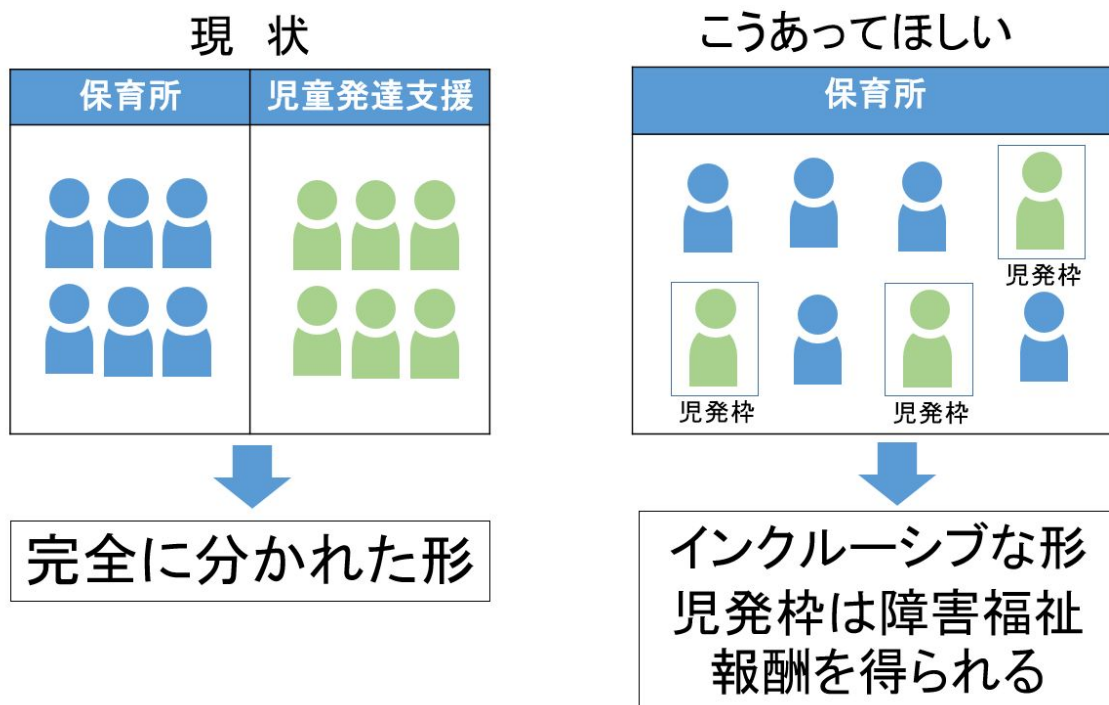 現 状
保育所
児童発達支援
完全に分かれた形
こうあってほしい
保育所
児発枠
児発枠
児発枠
インクルーシブな形
児発枠は障害福祉
報酬を得られる